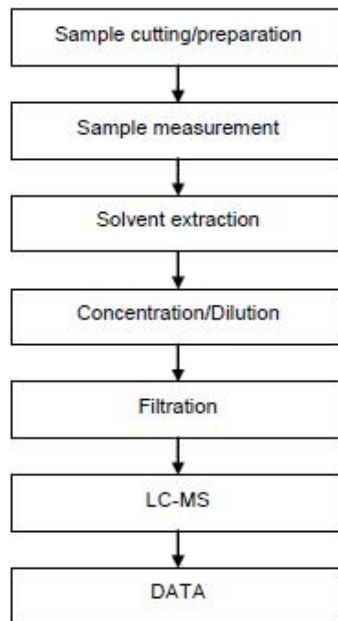 Sample cutting/preparation
Sample measurement
Solvent extraction
Concentration/Dilution
Filtration
LC-MS
DATA